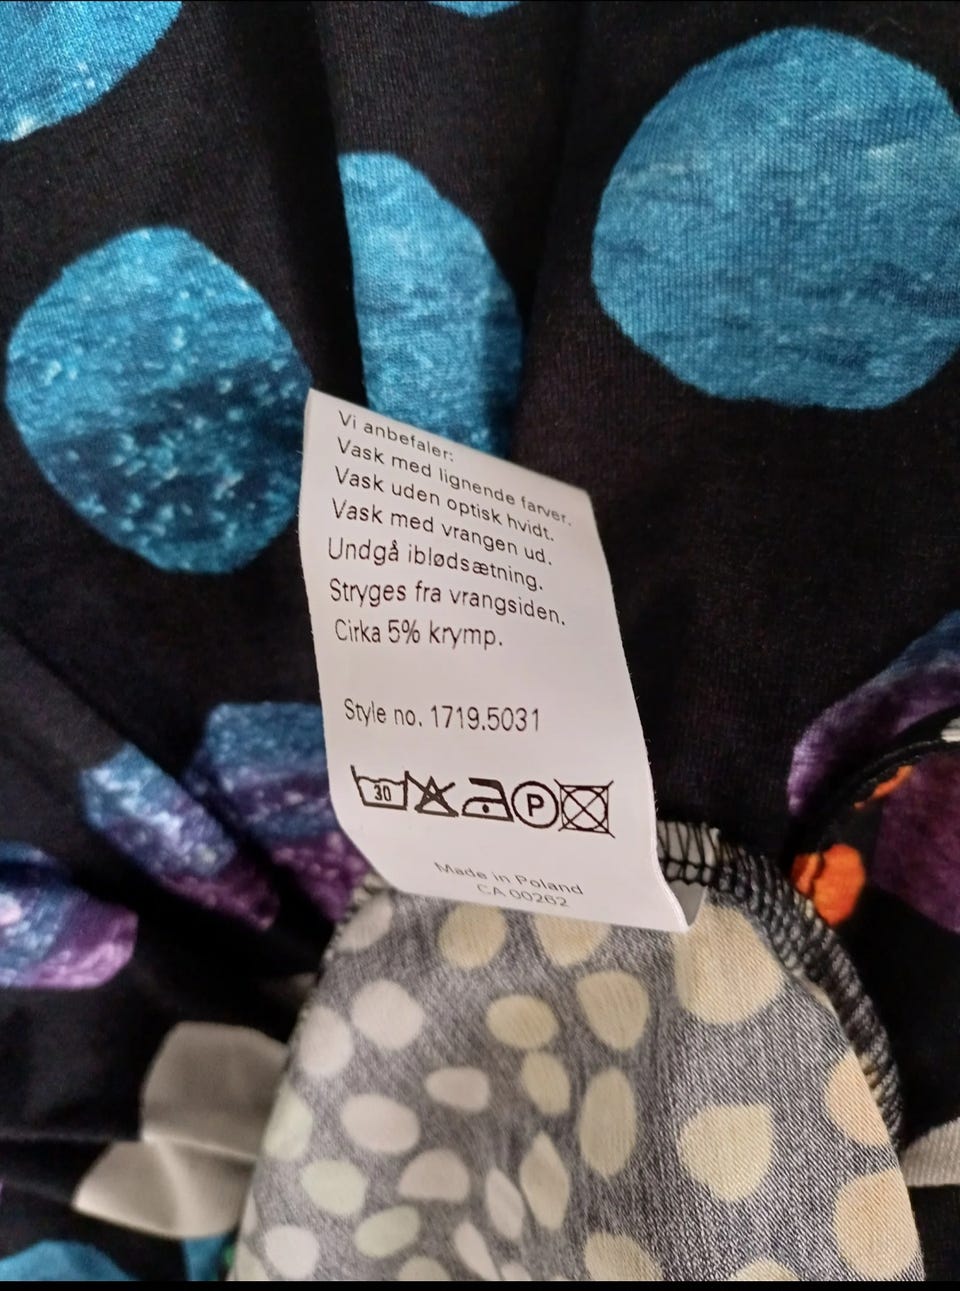 Vi anbefaler:
Vask med lignende farver.
Vask uden optisk hvidt.
Vask med vrangen ud.
Undgå iblødsætning.
Stryges fra vrangsiden.
Cirka 5% krymp.
Style no. 1719.5031
30 P
Made in Poland
CA 00262